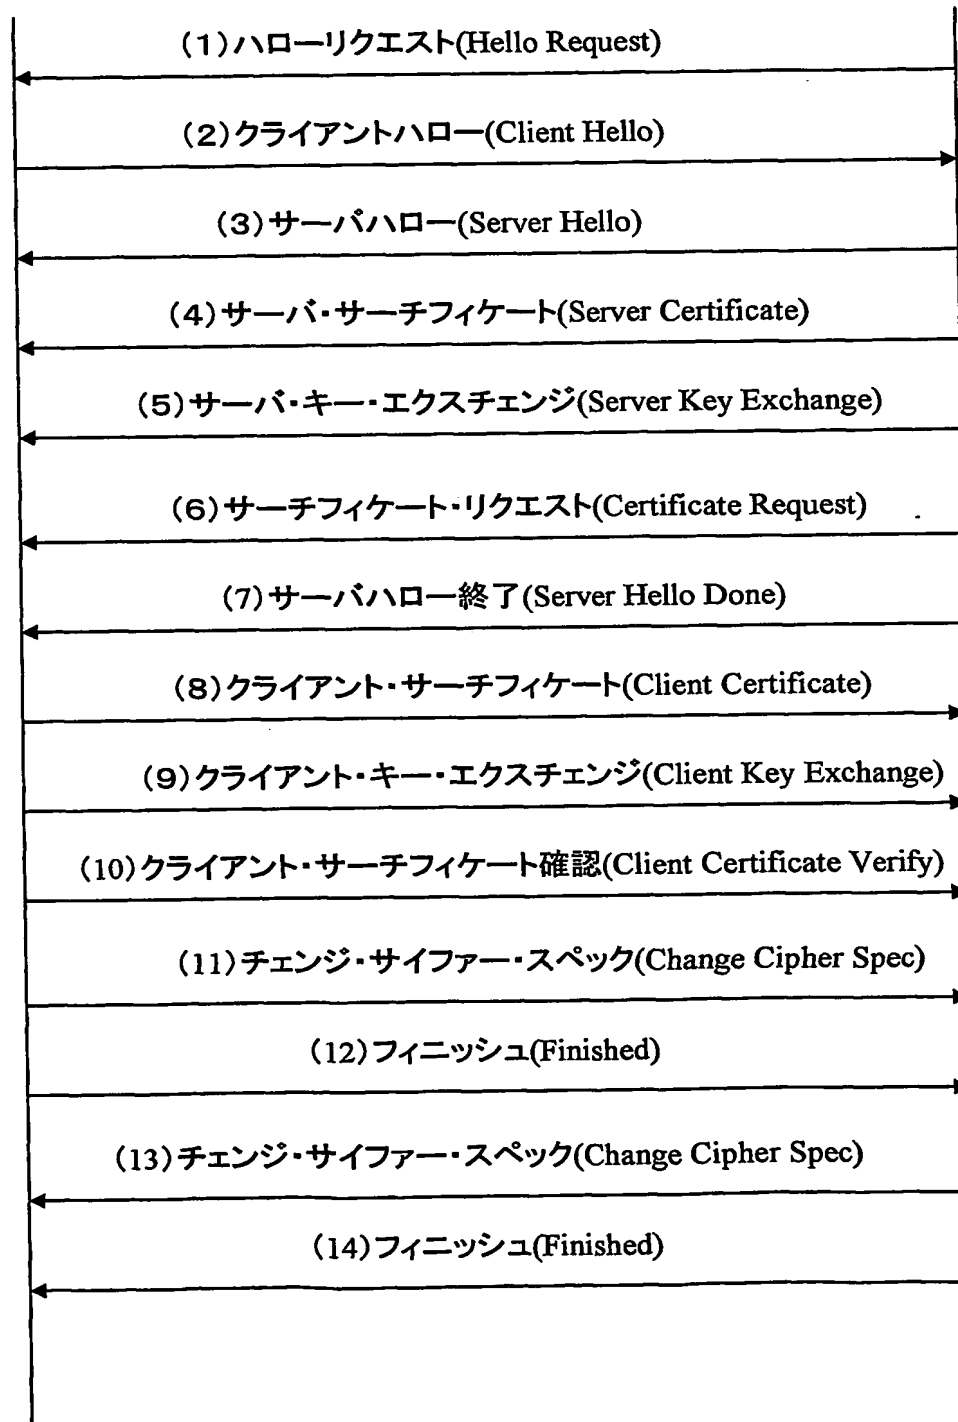 (1)ハローリクエスト(Hello Request)
(2)クライアントハロー(Client Hello)
(3)サーバハロー(Server Hello)
(4)サーバ・サーチフィケート(Server Certificate)
(5)サーバ・キー・エクスチェンジ(Server Key Exchange)
(6)サーチフィケート・リクエスト(Certificate Request)
(7)サーバハロー終了(Server Hello Done)
(8)クライアント・サーチフィケート(Client Certificate)
(9)クライアント・キー・エクスチェンジ(Client Key Exchange)
(10)クライアント・サーチフィケート確認(Client Certificate Verify)
(11)チェンジ・サイファー・スペック(Change Cipher Spec)
(12)フィニッシュ(Finished)
(13)チェンジ・サイファー・スペック(Change Cipher Spec)
(14)フィニッシュ(Finished)